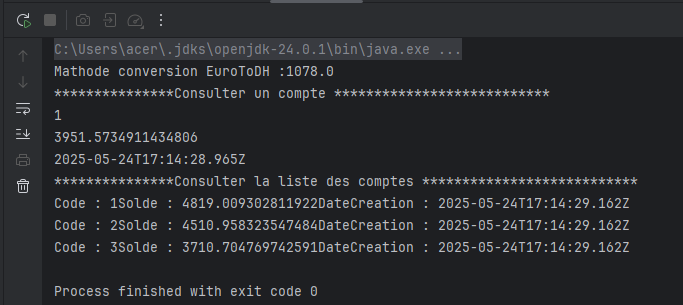 C:\Users\acer\.jdks\openjdk-24.0.1\bin\java.exe ...
Mathode conversion EuroToDH :1078.0
***************Consulter un compte ***************************
1
3951.5734911434806
2025-05-24T17:14:28.965Z
***************Consulter la liste des comptes ***************************
Code : 1Solde : 4819.009302811922DateCreation : 2025-05-24T17:14:29.162Z
Code : 2Solde : 4510.958323547484DateCreation : 2025-05-24T17:14:29.162Z
Code : 3Solde : 3710.704769742591DateCreation : 2025-05-24T17:14:29.162Z
Process finished with exit code 0